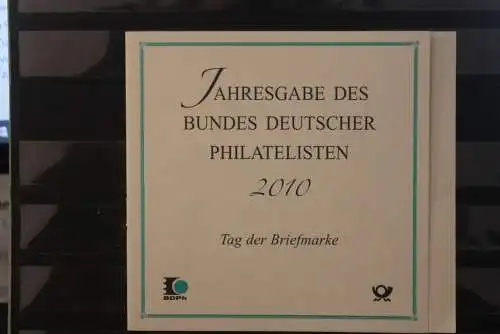 JAHRESGABE DES
BUNDES DEUTSCHER
PHILATELISTEN
2010
Tag der Briefmarke
BDPh